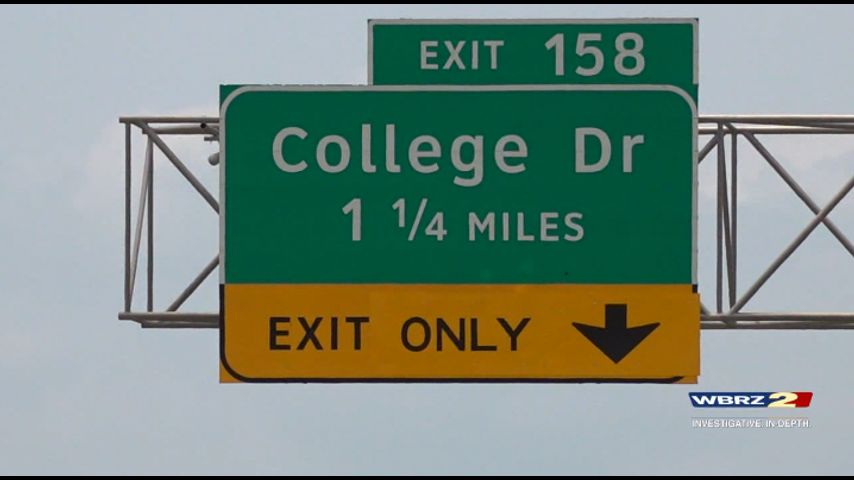 EXIT 158
College Dr
1 1/4 MILES
EXIT ONLY
WBRZ 2
INVESTIGATIVE. IN-DEPTH.